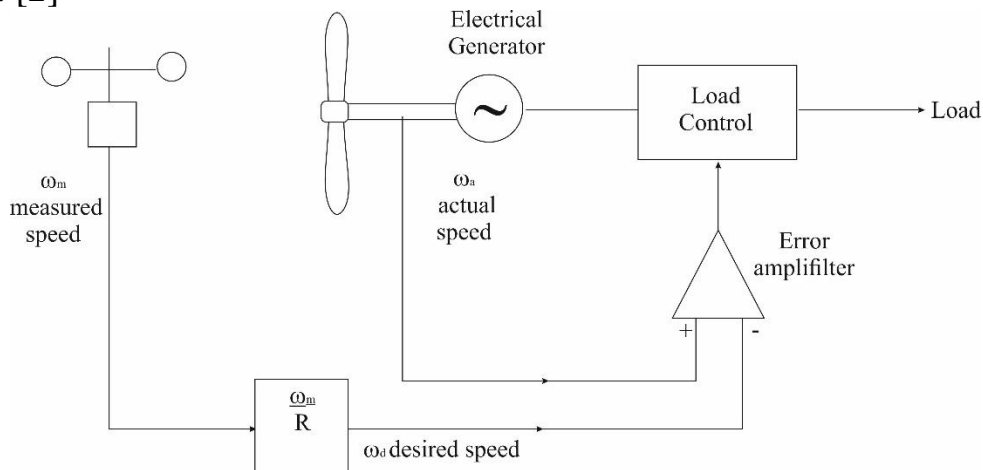 [2]
Electrical
Generator
~
Load
Control
Load
ωm
measured
speed
ωa
actual
speed
Error
amplifilter
+ -
ωm
R
ωd desired speed